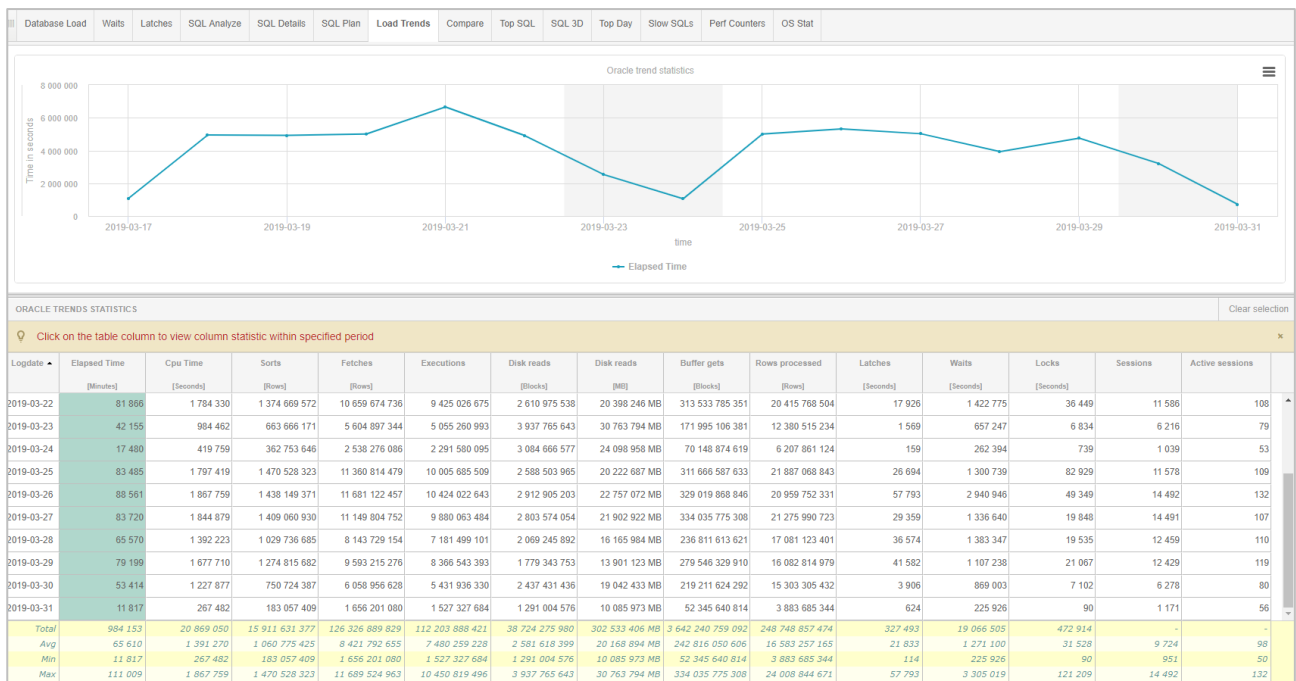 Database Load Waits Latches SQL Analyze SQL Details SQL Plan Load Trends Compare Top SQL SQL 3D Top Day Slow SQLs Perf Counters OS Stat
Oracle trend statistics
8 000 000
6 000 000
4 000 000
2 000 000
0
Time in seconds
2019-03-17 2019-03-19 2019-03-21 2019-03-23 2019-03-25 2019-03-27 2019-03-29 2019-03-31
time
Elapsed Time
ORACLE TRENDS STATISTICS Clear selection
Click on the table column to view column statistic within specified period ×
Logdate Elapsed Time Cpu Time Sorts Fetches Executions Disk reads Disk reads Buffer gets Rows processed Latches Waits Locks Sessions Active sessions
[Minutes] [Seconds] [Rows] [Rows] [Blocks] [MB] [Blocks] [Rows] [Seconds] [Seconds] [Seconds]
2019-03-22 81 866 1 784 330 1 374 669 572 10 659 674 736 9 425 026 675 2 610 975 538 20 398 246 MB 313 533 785 351 20 415 768 504 17 926 1 422 775 36 449 11 586 108
2019-03-23 42 155 984 462 663 666 171 5 604 897 344 5 055 260 993 3 937 765 643 30 763 794 MB 171 995 106 381 12 380 515 234 1 569 657 247 6 834 6 216 79
2019-03-24 17 480 419 759 362 753 646 2 538 276 086 2 291 580 095 3 084 666 577 24 098 958 MB 70 148 874 619 6 207 861 124 159 262 394 739 1 039 53
2019-03-25 83 485 1 797 419 1 470 528 323 11 360 814 479 10 005 685 509 2 588 503 965 20 222 687 MB 311 666 587 633 21 887 068 843 26 694 1 300 739 82 929 11 578 109
2019-03-26 88 561 1 867 759 1 438 149 371 11 681 122 457 10 424 022 643 2 912 905 203 22 757 072 MB 329 019 868 846 20 959 752 331 57 793 2 940 946 49 349 14 492 132
2019-03-27 83 720 1 844 879 1 409 060 930 11 149 804 752 9 880 063 484 2 803 574 054 21 902 922 MB 334 035 775 308 21 275 990 723 29 359 1 336 640 19 848 14 491 107
2019-03-28 65 570 1 392 223 1 029 736 685 8 143 729 154 7 181 499 101 2 069 245 892 16 165 984 MB 236 811 613 621 17 081 123 401 36 574 1 383 347 19 535 12 459 110
2019-03-29 79 199 1 677 710 1 274 815 682 9 593 215 276 8 366 543 393 1 779 343 753 13 901 123 MB 279 546 329 910 16 082 814 979 41 582 1 107 238 21 067 12 429 119
2019-03-30 53 414 1 227 877 750 724 387 6 058 956 628 5 431 936 330 2 437 431 436 19 042 433 MB 219 211 624 292 15 303 305 432 3 906 869 003 7 102 6 278 80
2019-03-31 11 817 267 482 183 057 409 1 656 201 080 1 527 327 684 1 291 004 576 10 085 973 MB 52 345 640 814 3 883 685 344 624 225 926 90 1 171 56
Total 984 153 20 869 050 15 911 631 377 126 326 889 829 112 203 888 421 38 724 275 980 302 533 406 MB 3 642 240 759 092 248 748 857 474 327 493 19 066 505 472 914 - -
Avg 65 610 1 391 270 1 060 775 425 8 421 792 655 7 480 259 228 2 581 618 399 20 168 894 MB 242 816 050 606 16 583 257 165 21 833 1 271 100 31 528 9 724 98
Min 11 817 267 482 183 057 409 1 656 201 080 1 527 327 684 1 291 004 576 10 085 973 MB 52 345 640 814 3 883 685 344 114 225 926 90 951 50
Max 111 009 1 867 759 1 470 528 323 11 689 524 963 10 450 819 496 3 937 765 643 30 763 794 MB 334 035 775 308 24 008 844 671 57 793 3 305 019 121 209 14 492 132